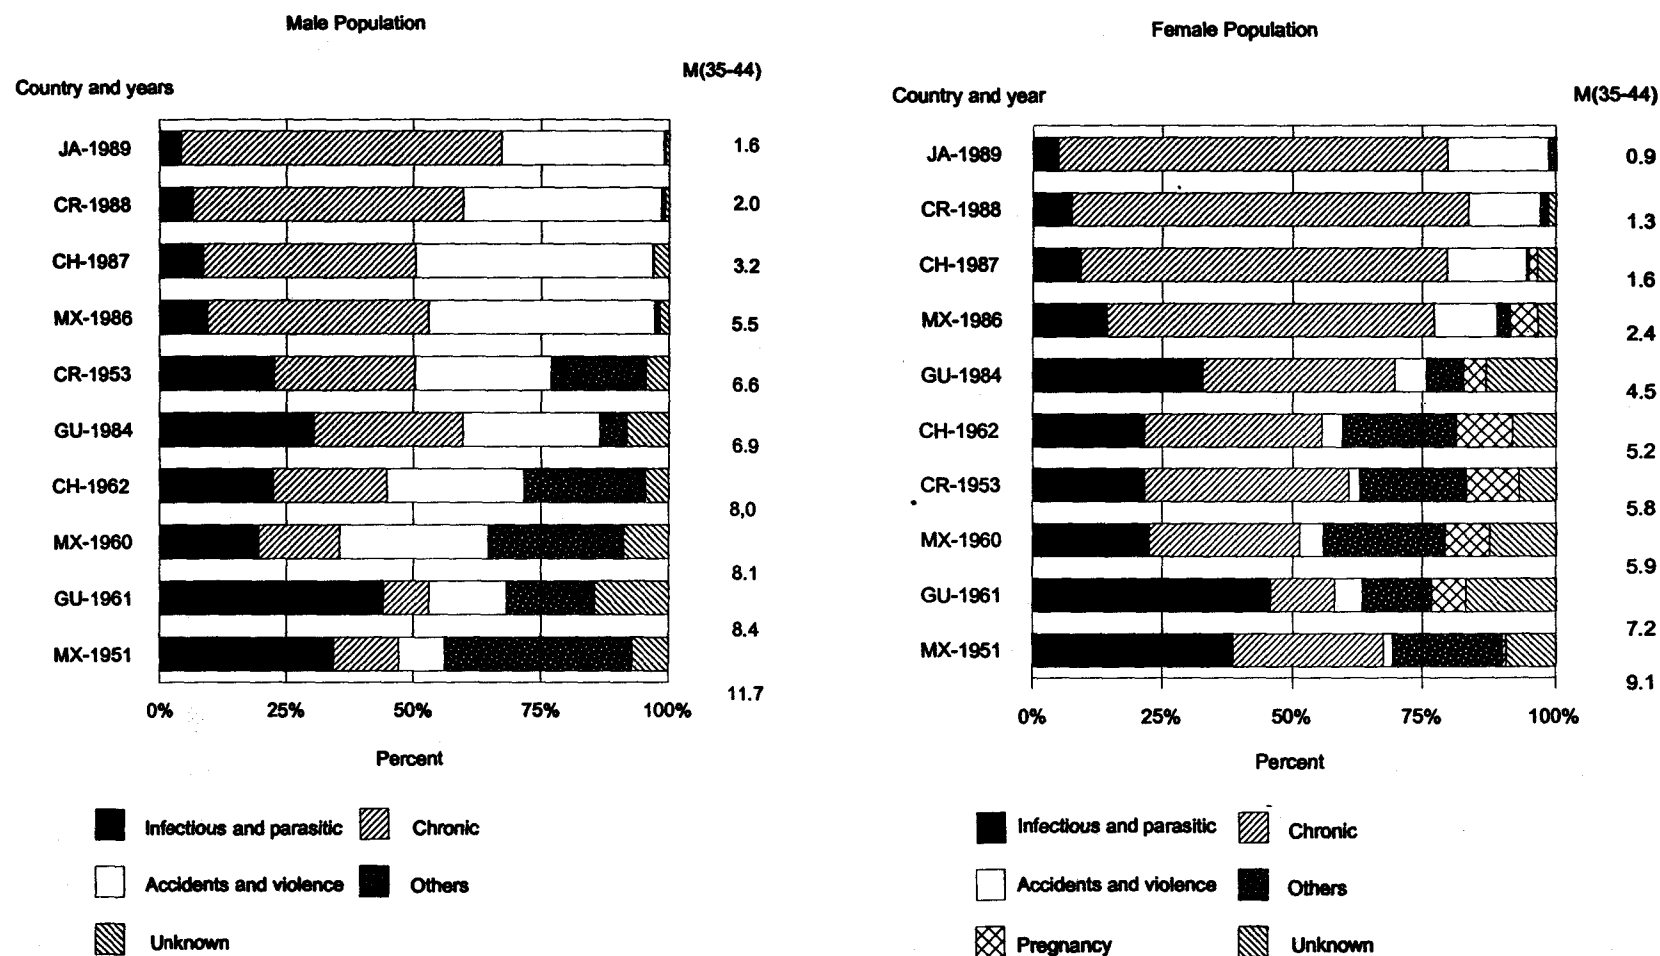 Male Population
M(35-44)
Country and years
JA-1989 1.6
CR-1988 2.0
CH-1987 3.2
MX-1986 5.5
CR-1953 6.6
GU-1984 6.9
CH-1962 8,0
MX-1960 8.1
GU-1961 8.4
MX-1951 11.7
0% 25% 50% 75% 100%
Percent
Infectious and parasitic Chronic
Accidents and violence Others
Unknown
Female Population
Country and year M(35-44)
JA-1989 0.9
CR-1988 1.3
CH-1987 1.6
MX-1986 2.4
GU-1984 4.5
CH-1962 5.2
CR-1953 5.8
MX-1960 5.9
GU-1961 7.2
MX-1951 9.1
0% 25% 50% 75% 100%
Percent
Infectious and parasitic Chronic
Accidents and violence Others
Pregnancy Unknown